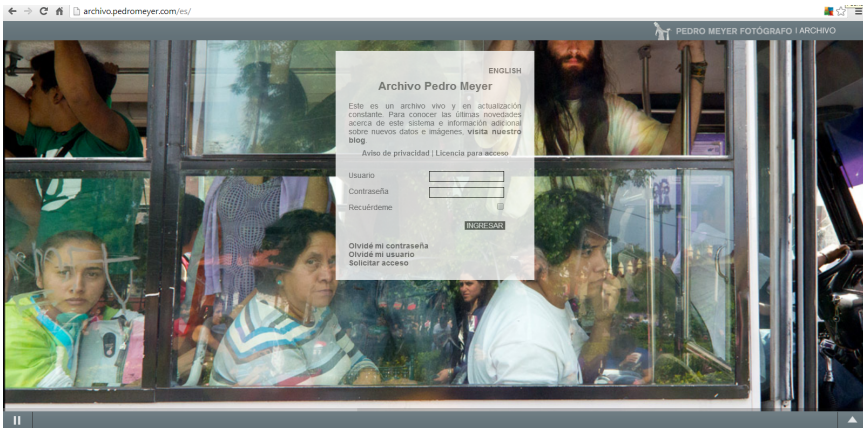 archivo.pedromeyer.com/es/
PEDRO MEYER FOTÓGRAFO | ARCHIVO
ENGLISH
Archivo Pedro Meyer
Este es un archivo vivo y en actualización
constante. Para conocer las últimas novedades
acerca de este sistema e información adicional
sobre nuevos datos e imágenes, visita nuestro
blog
Aviso de privacidad | Licencia para acceso
Usuario
Contraseña
Recuérdeme
INGRESAR
Olvidé mi contraseña
Olvidé mi usuario
Solicitar acceso